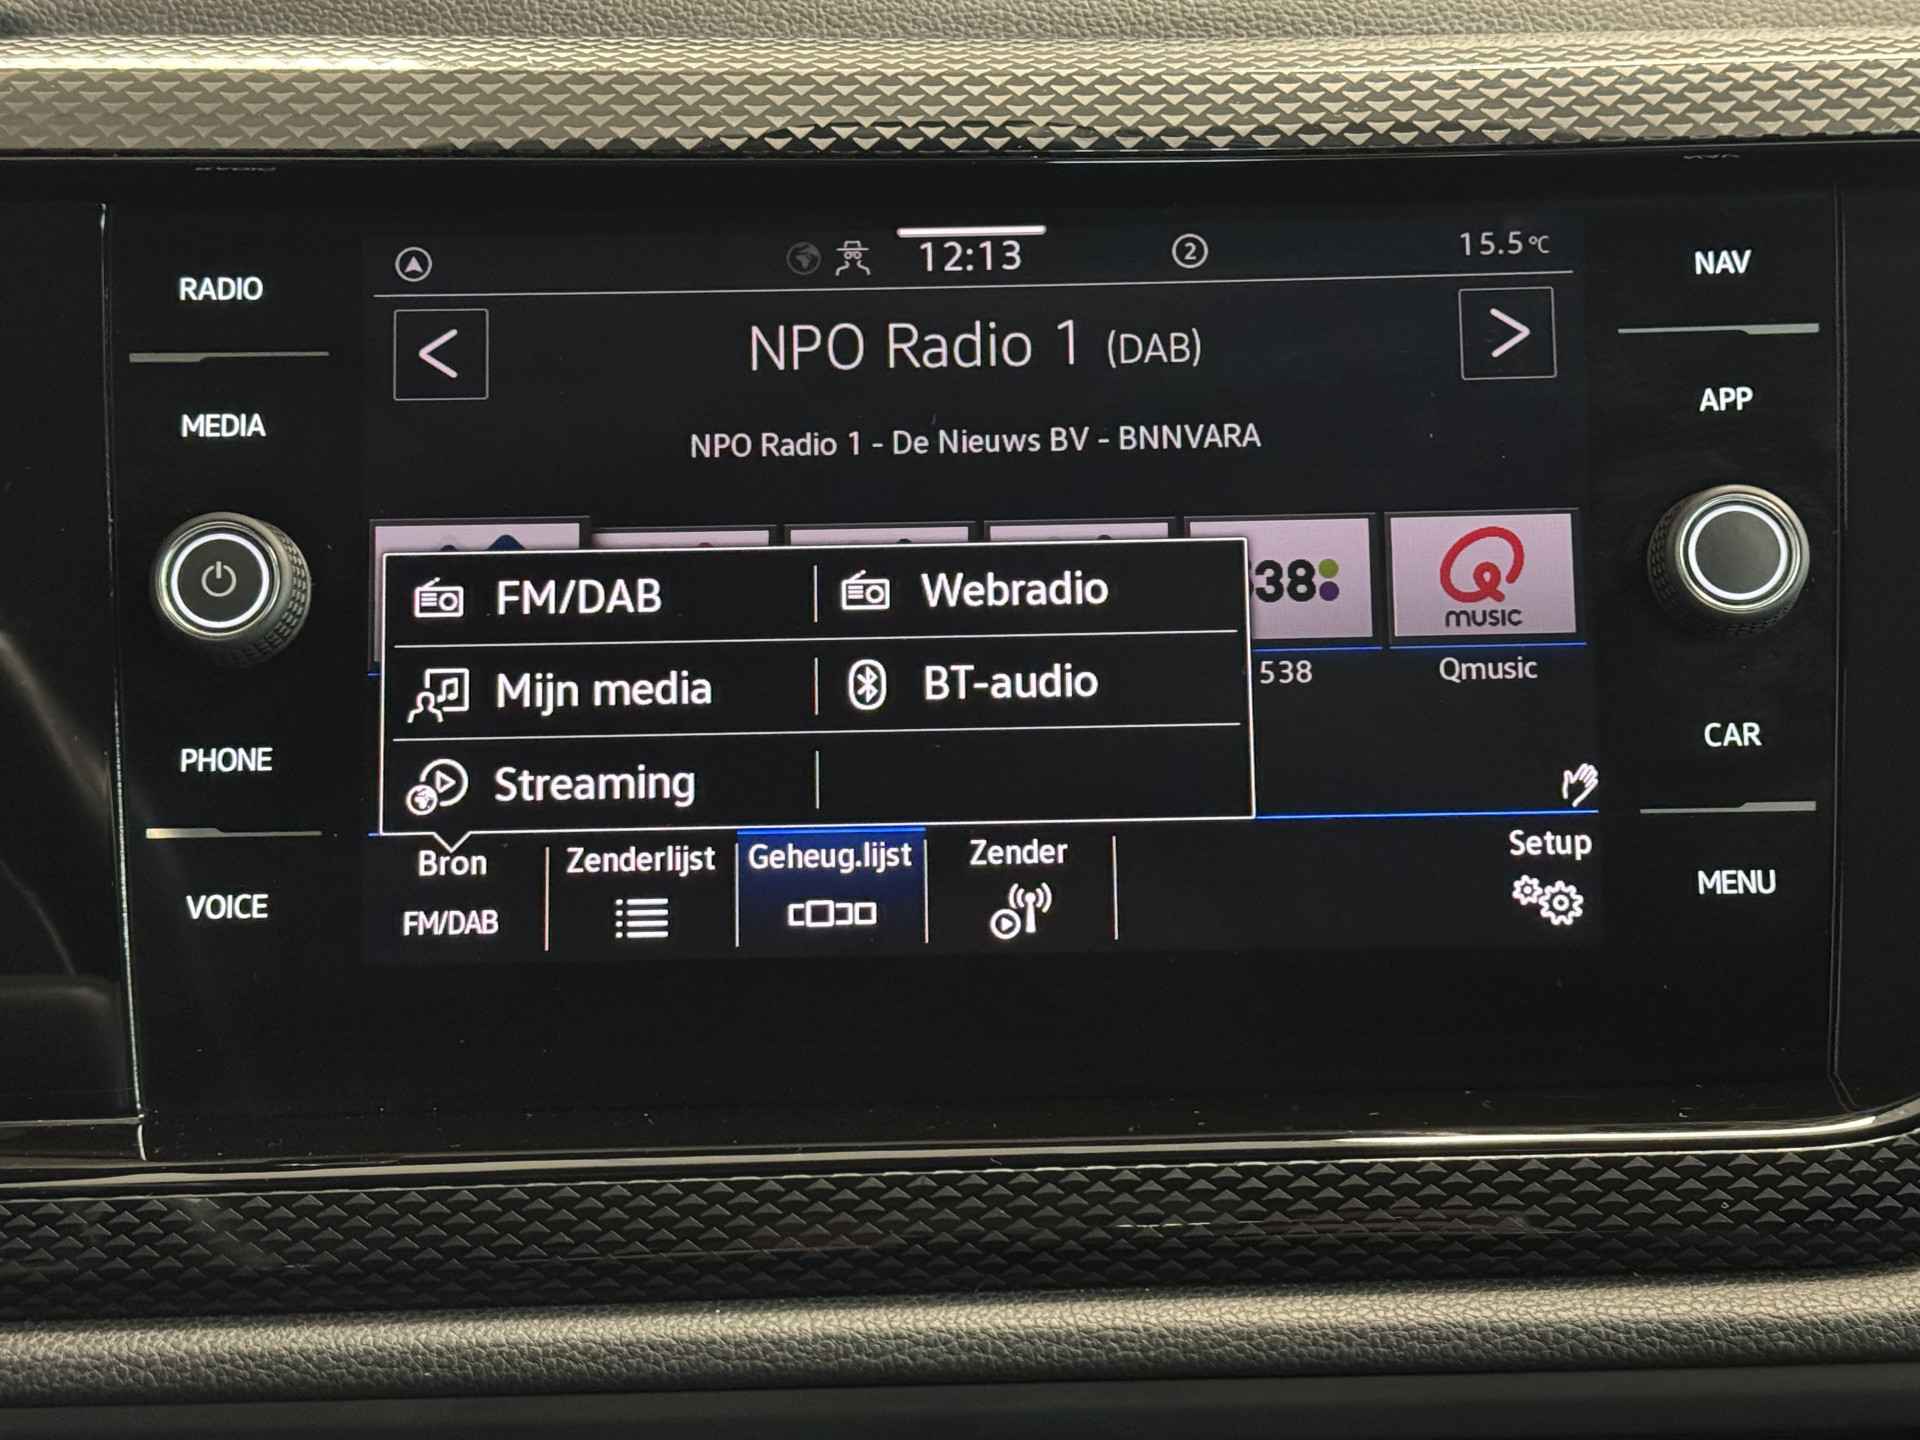 12:13
2
15.5°C
RADIO
MEDIA
PHONE
VOICE
NAV
APP
CAR
MENU
NPO Radio 1 (DAB)
NPO Radio 1 - De Nieuws BV - BNNVARA
FM/DAB
Webradio
Mijn media
BT-audio
Streaming
38
538
Q
MUSIC
Qmusic
Bron
FM/DAB
Zenderlijst
Geheug.lijst
Zender
Setup